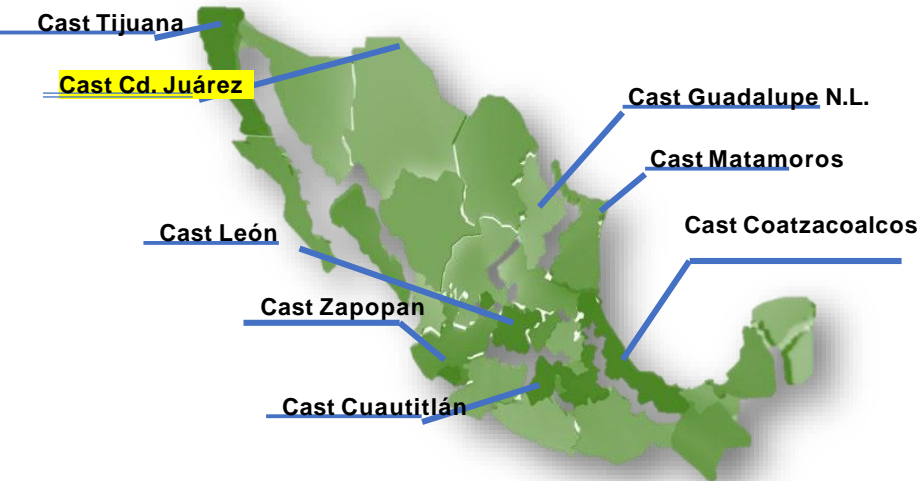 Cast Tijuana
Cast Cd. Juárez
Cast Guadalupe N.L.
Cast Matamoros
Cast Coatzacoalcos
Cast León
Cast Zapopan
Cast Cuautitlán